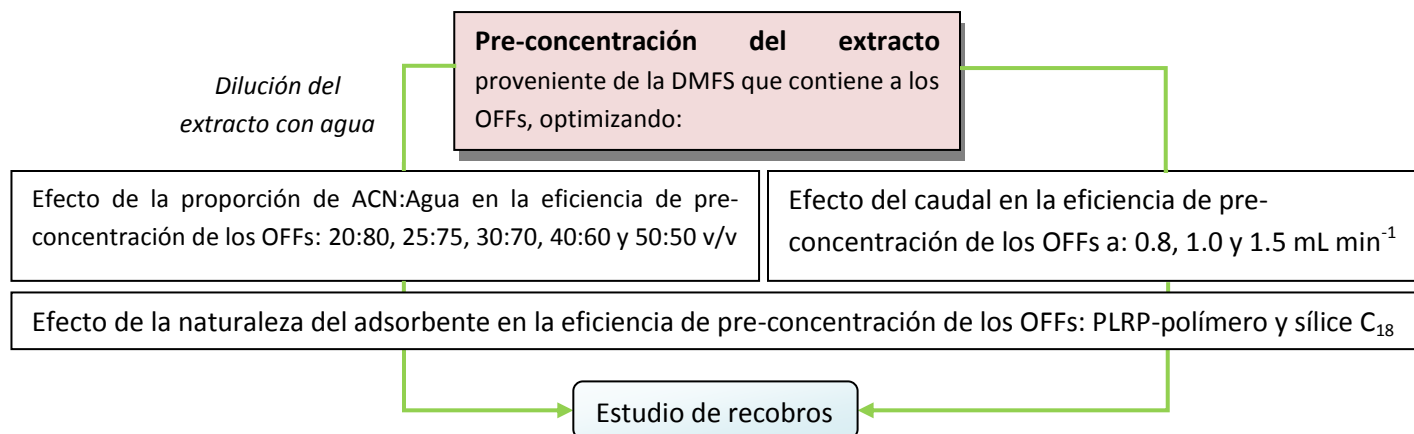 Pre-concentración del extracto
proveniente de la DMFS que contiene a los
OFFs, optimizando:
Dilución del
extracto con agua
Efecto de la proporción de ACN:Agua en la eficiencia de pre-
concentración de los OFFs: 20:80, 25:75, 30:70, 40:60 y 50:50 v/v
Efecto del caudal en la eficiencia de pre-
concentración de los OFFs a: 0.8, 1.0 y 1.5 mL min⁻¹
Efecto de la naturaleza del adsorbente en la eficiencia de pre-concentración de los OFFs: PLRP-polímero y sílice C₁₈
Estudio de recobros